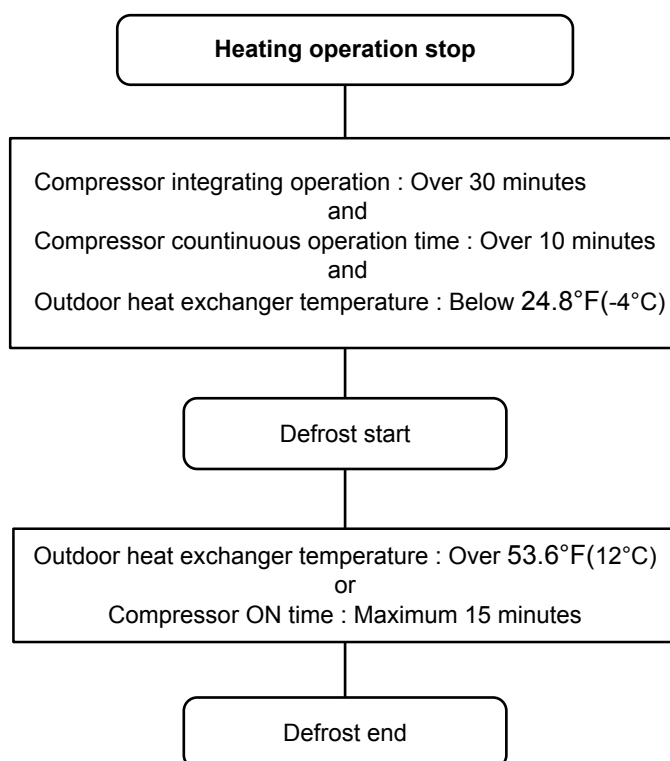 Heating operation stop
Compressor integrating operation : Over 30 minutes
and
Compressor countinuous operation time : Over 10 minutes
and
Outdoor heat exchanger temperature : Below 24.8°F(-4°C)
Defrost start
Outdoor heat exchanger temperature : Over 53.6°F(12°C)
or
Compressor ON time : Maximum 15 minutes
Defrost end